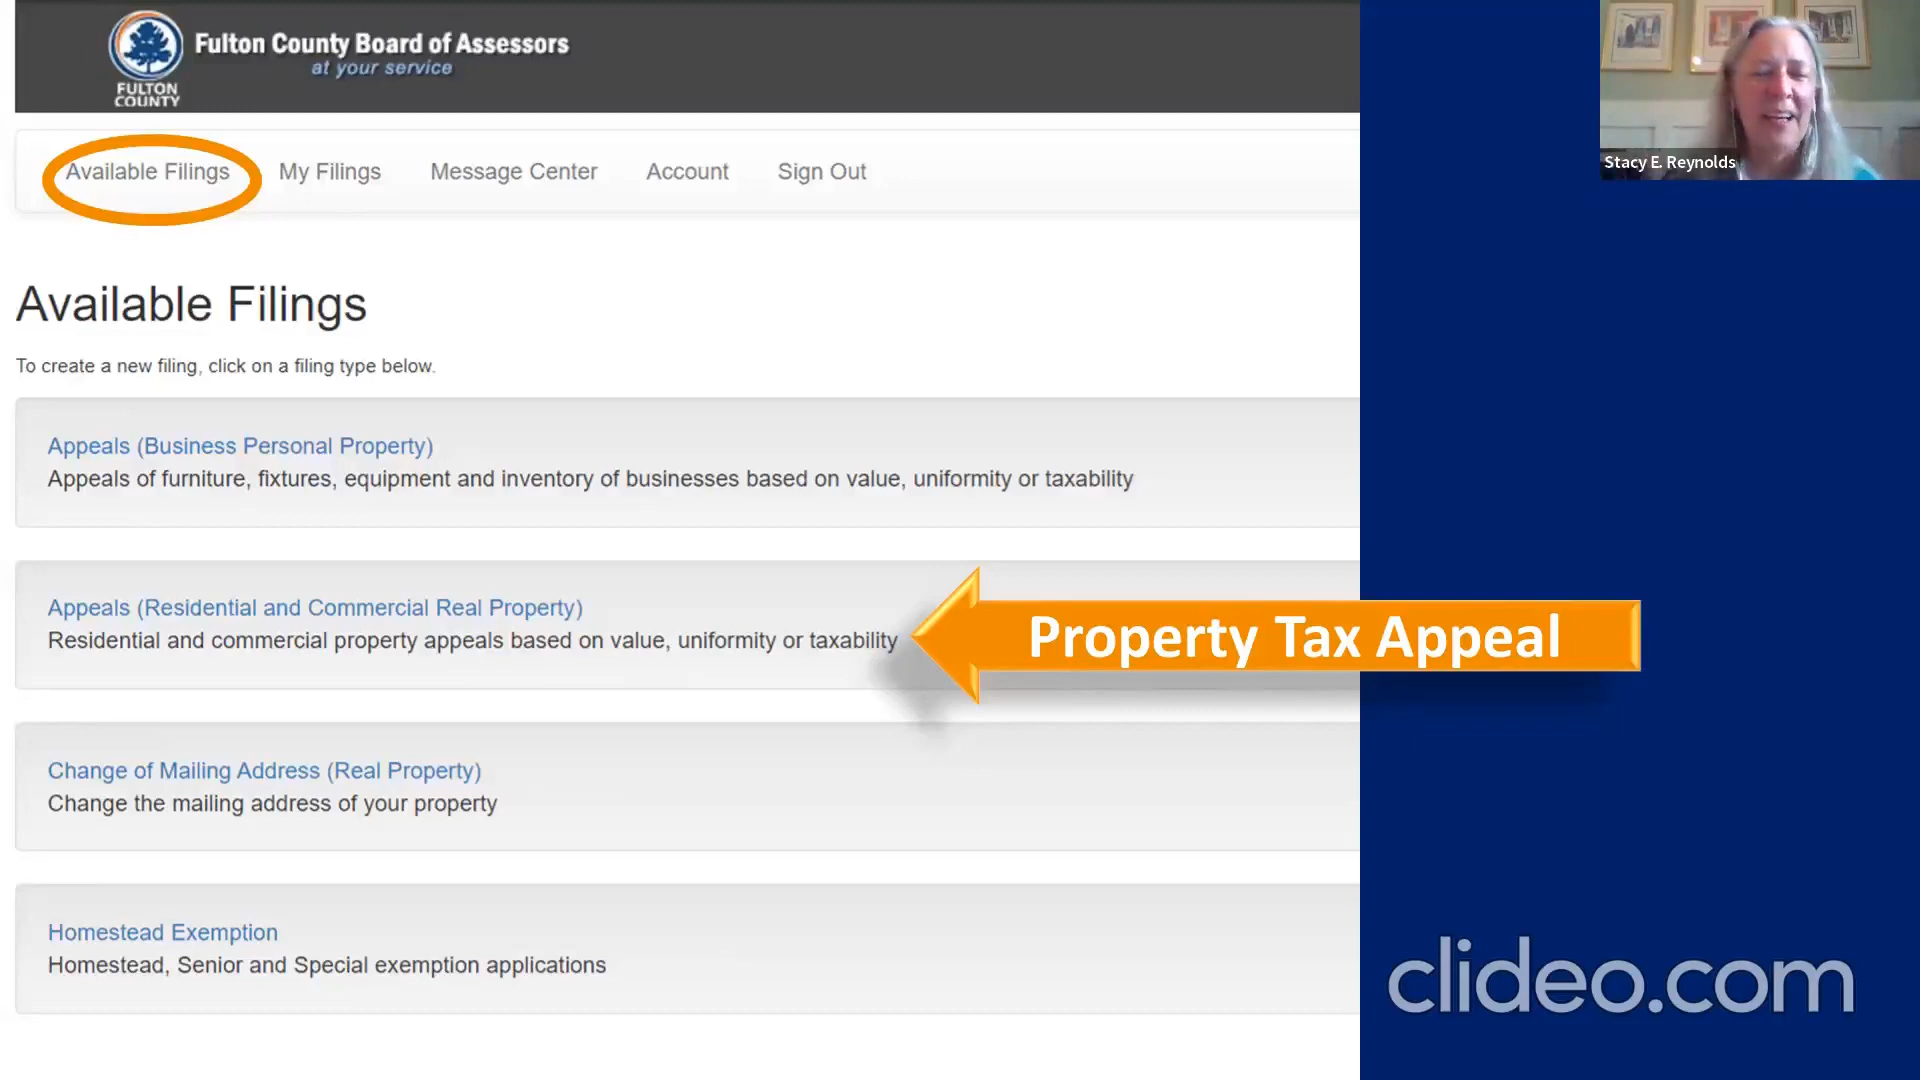 Fulton County Board of Assessors
at your service
FULTON
COUNTY
Available Filings
My Filings
Message Center
Account
Sign Out
Stacy E. Reynolds
Available Filings
To create a new filing, click on a filing type below.
Appeals (Business Personal Property)
Appeals of furniture, fixtures, equipment and inventory of businesses based on value, uniformity or taxability
Appeals (Residential and Commercial Real Property)
Residential and commercial property appeals based on value, uniformity or taxability
Property Tax Appeal
Change of Mailing Address (Real Property)
Change the mailing address of your property
Homestead Exemption
Homestead, Senior and Special exemption applications
clideo.com